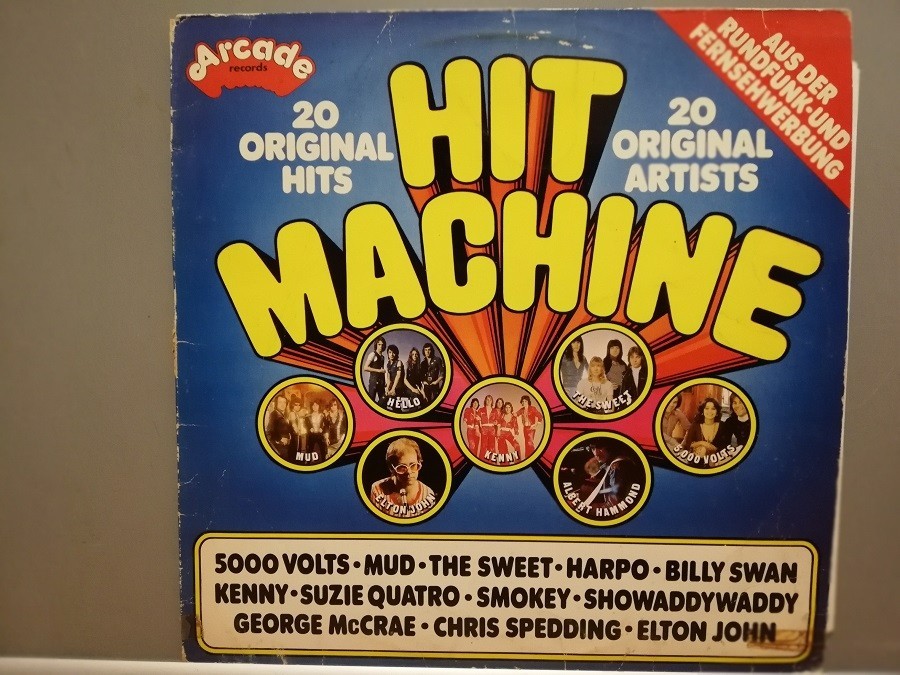 Arcade
records
20
ORIGINAL
HITS
HIT
MACHINE
20
ORIGINAL
ARTISTS
AUS DER
RUNDFUNK-UND
FERNSEHWERBUNG
HELLO
THE SWEET
MUD
KENNY
5,000 VOLTS
ELTON JOHN
ALBERT HAMMOND
5000 VOLTS • MUD • THE SWEET • HARPO • BILLY SWAN
KENNY • SUZIE QUATRO • SMOKEY • SHOWADDYWADDY
GEORGE McCRAE • CHRIS SPEDDING • ELTON JOHN